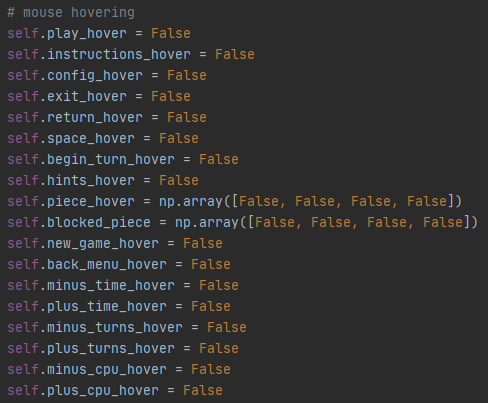 # mouse hovering
self.play_hover = False
self.instructions_hover = False
self.config_hover = False
self.exit_hover = False
self.return_hover = False
self.space_hover = False
self.begin_turn_hover = False
self.hints_hover = False
self.piece_hover = np.array([False, False, False, False])
self.blocked_piece = np.array([False, False, False, False])
self.new_game_hover = False
self.back_menu_hover = False
self.minus_time_hover = False
self.plus_time_hover = False
self.minus_turns_hover = False
self.plus_turns_hover = False
self.minus_cpu_hover = False
self.plus_cpu_hover = False